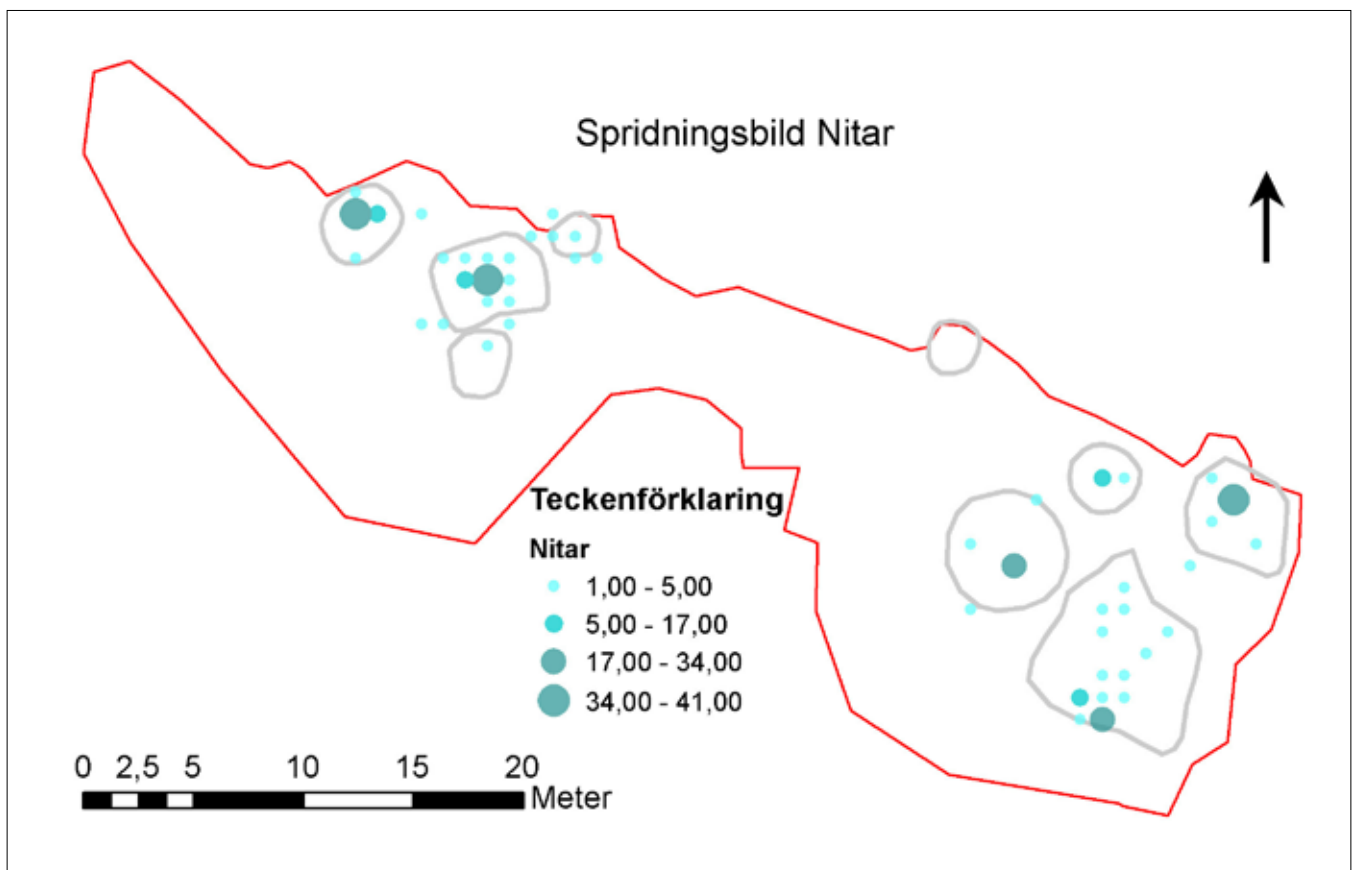 Spridningsbild Nitar
Teckenförklaring
Nitar
1,00 - 5,00
5,00 - 17,00
17,00 - 34,00
34,00 - 41,00
0 2,5 5 10 15 20
Meter